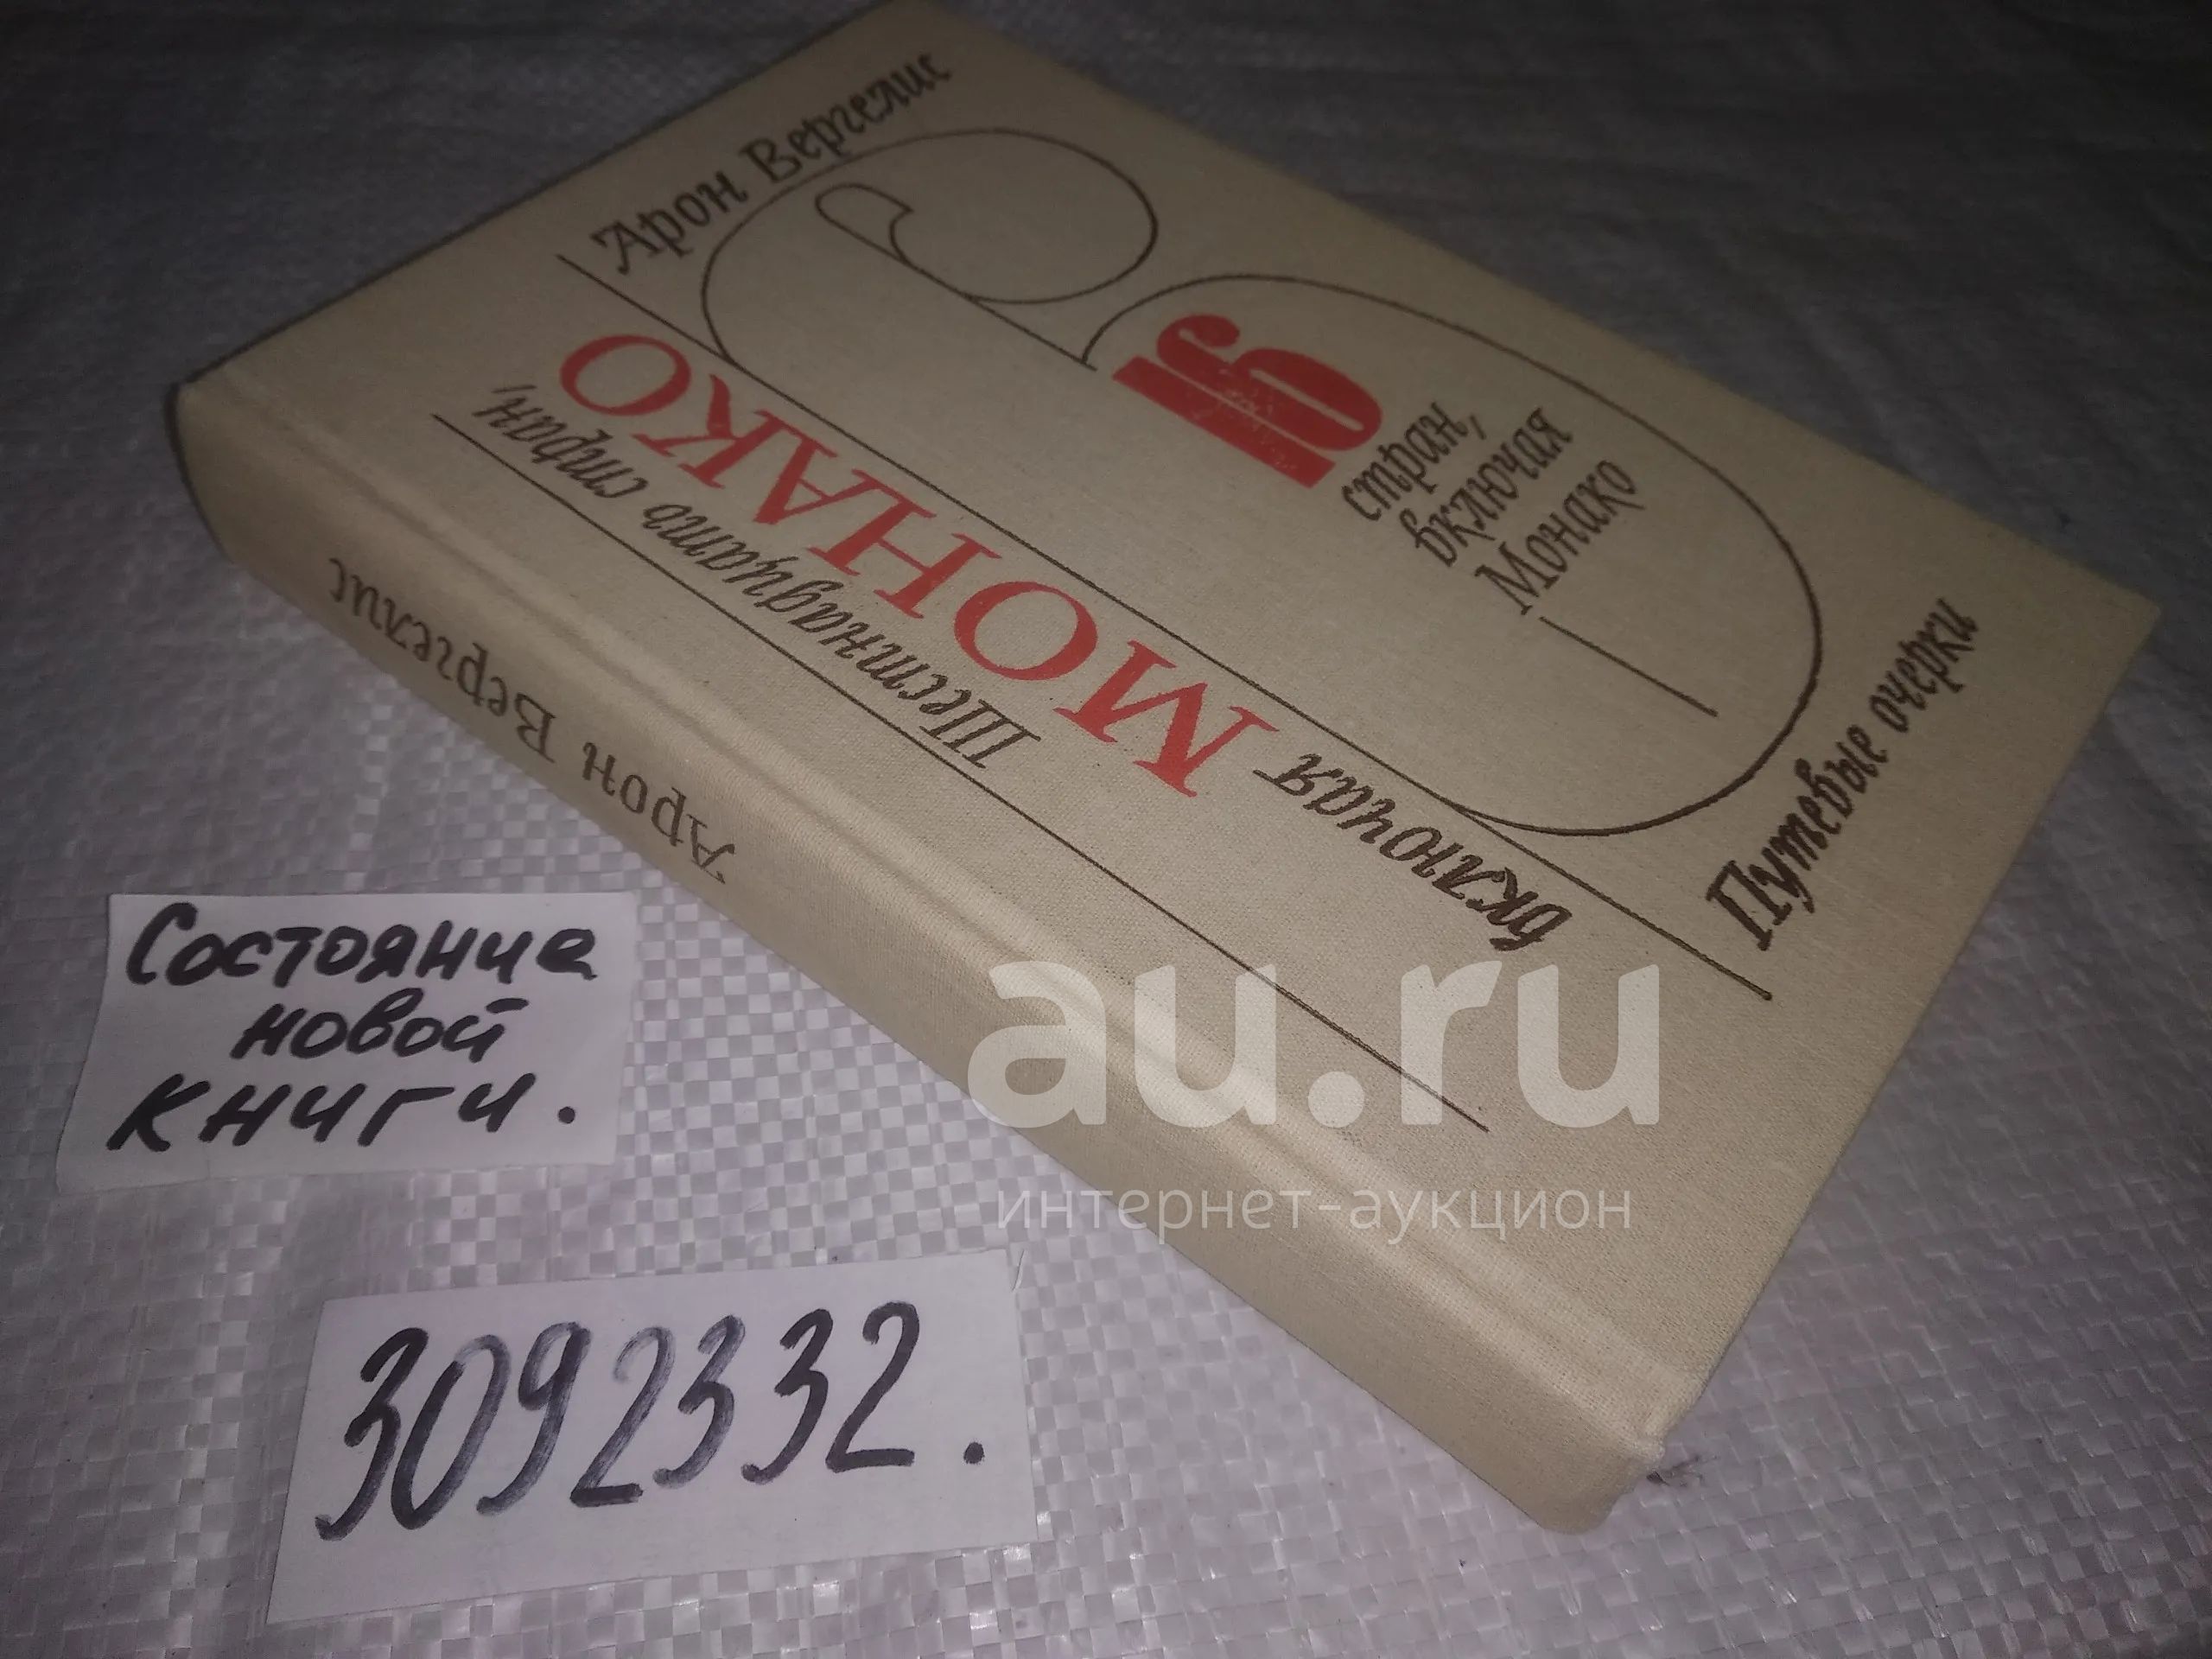 Арон Вергелис
16
стран,
включая
Монако
Путевые очерки
Шестнадцать стран,
включая МОНАКО
Арон Вергелис
Состояние
новой
книги.
3092332.
au.ru
интернет-аукцион